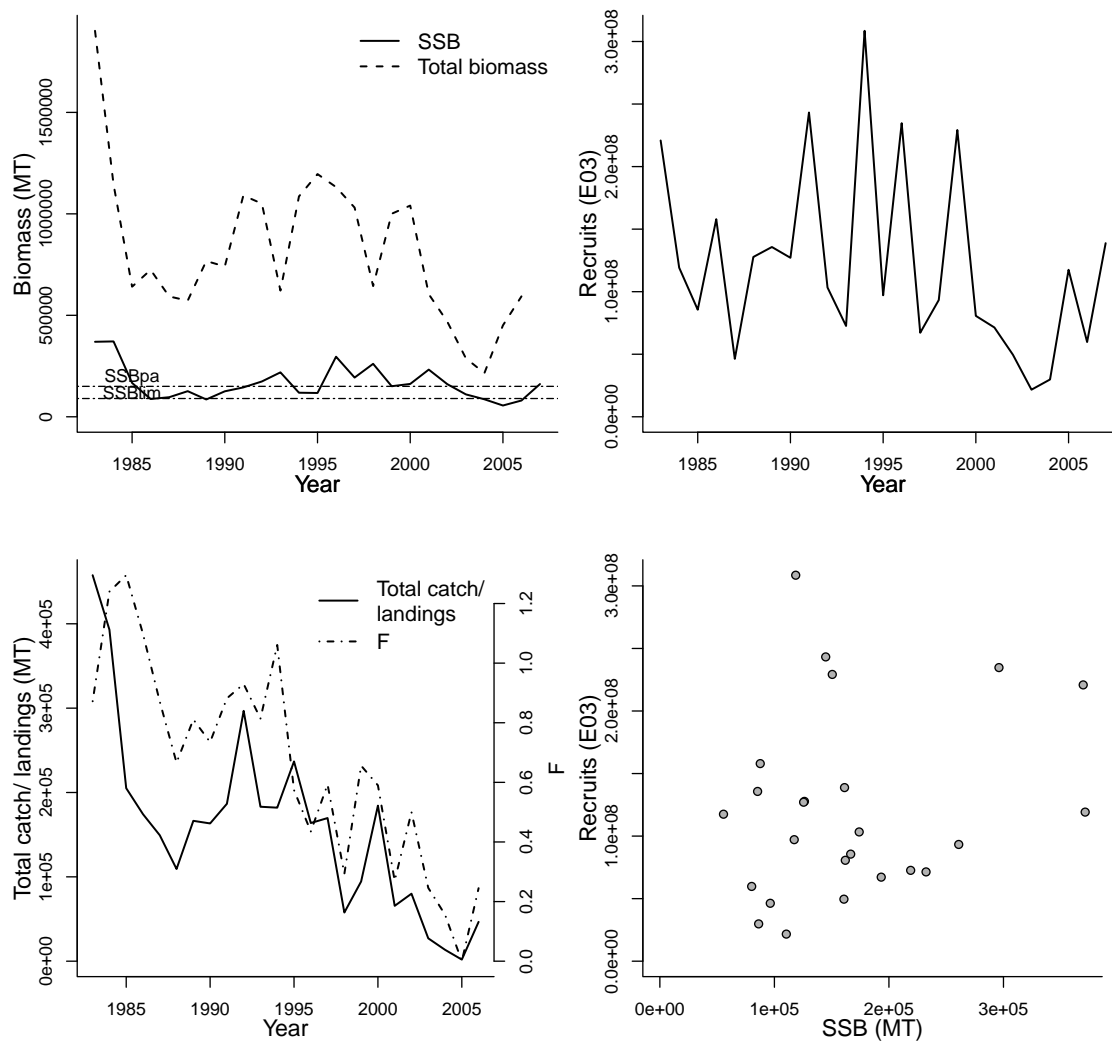 SSB
Total biomass
Biomass (MT)
0
500000
1000000
1500000
SSBpa
SSBlim
1985 1990 1995 2000 2005
Year
Recruits (E03)
0.0e+00
1.0e+08
2.0e+08
3.0e+08
1985 1990 1995 2000 2005
Year
Total catch/
landings
F
Total catch/ landings (MT)
0e+00
1e+05
2e+05
3e+05
4e+05
0.0
0.2
0.4
0.6
0.8
1.0
1.2
F
1985 1990 1995 2000 2005
Year
Recruits (E03)
0.0e+00
1.0e+08
2.0e+08
3.0e+08
0e+00 1e+05 2e+05 3e+05
SSB (MT)